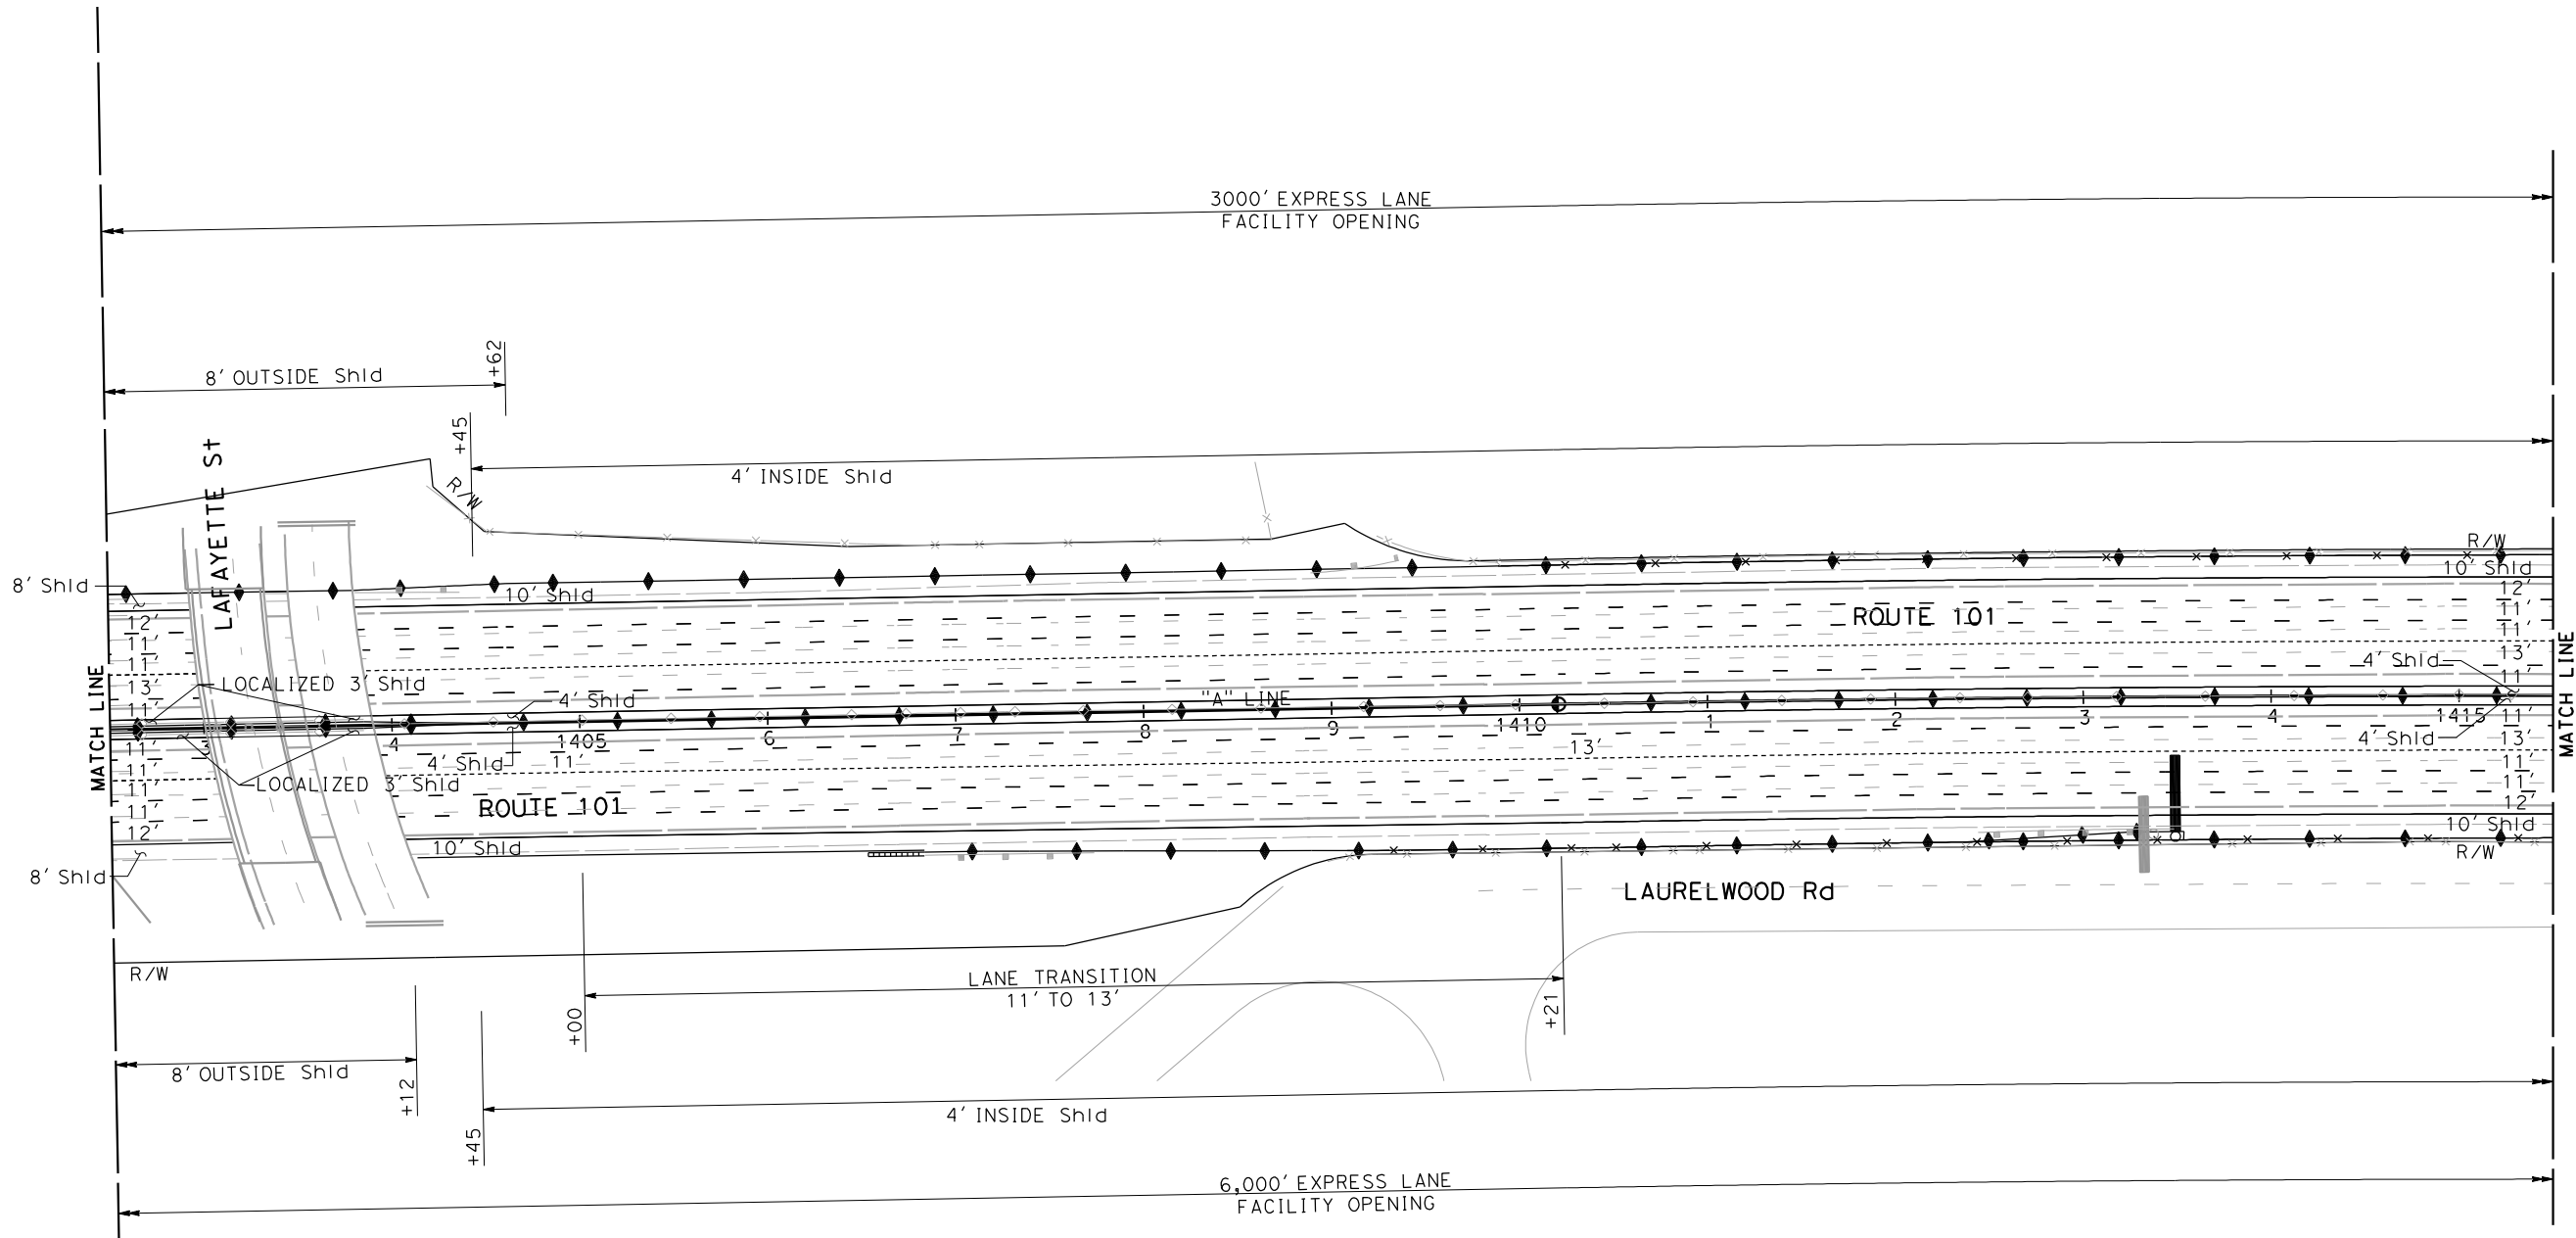 3000' EXPRESS LANE
FACILITY OPENING
+62
8' OUTSIDE Shld
+45
4' INSIDE Shld
LAFAYETTE St
R/W
R/W
8' Shld
10' Shld
10' Shld
12'
11'
11'
13'
11'
12'
11'
11'
13'
11'
ROUTE 101
MATCH LINE
MATCH LINE
LOCALIZED 3' Shld
4' Shld
"A" LINE
4' Shld
3
4
1405
6
7
8
9
1410
1
2
3
4
1415
11'
11'
11'
11'
12'
4' Shld
11'
13'
4' Shld
11'
13'
11'
11'
12'
LOCALIZED 3' Shld
ROUTE 101
10' Shld
10' Shld
R/W
8' Shld
LAURELWOOD Rd
R/W
LANE TRANSITION
11' TO 13'
+00
+21
8' OUTSIDE Shld
+12
+45
4' INSIDE Shld
6,000' EXPRESS LANE
FACILITY OPENING